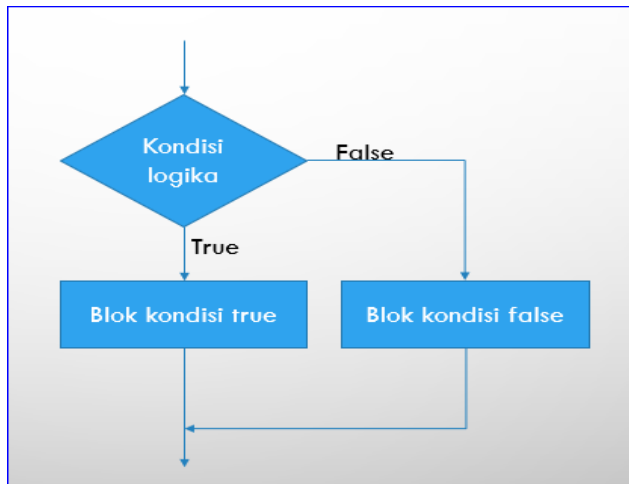 Kondisi
logika
False
True
Blok kondisi true
Blok kondisi false